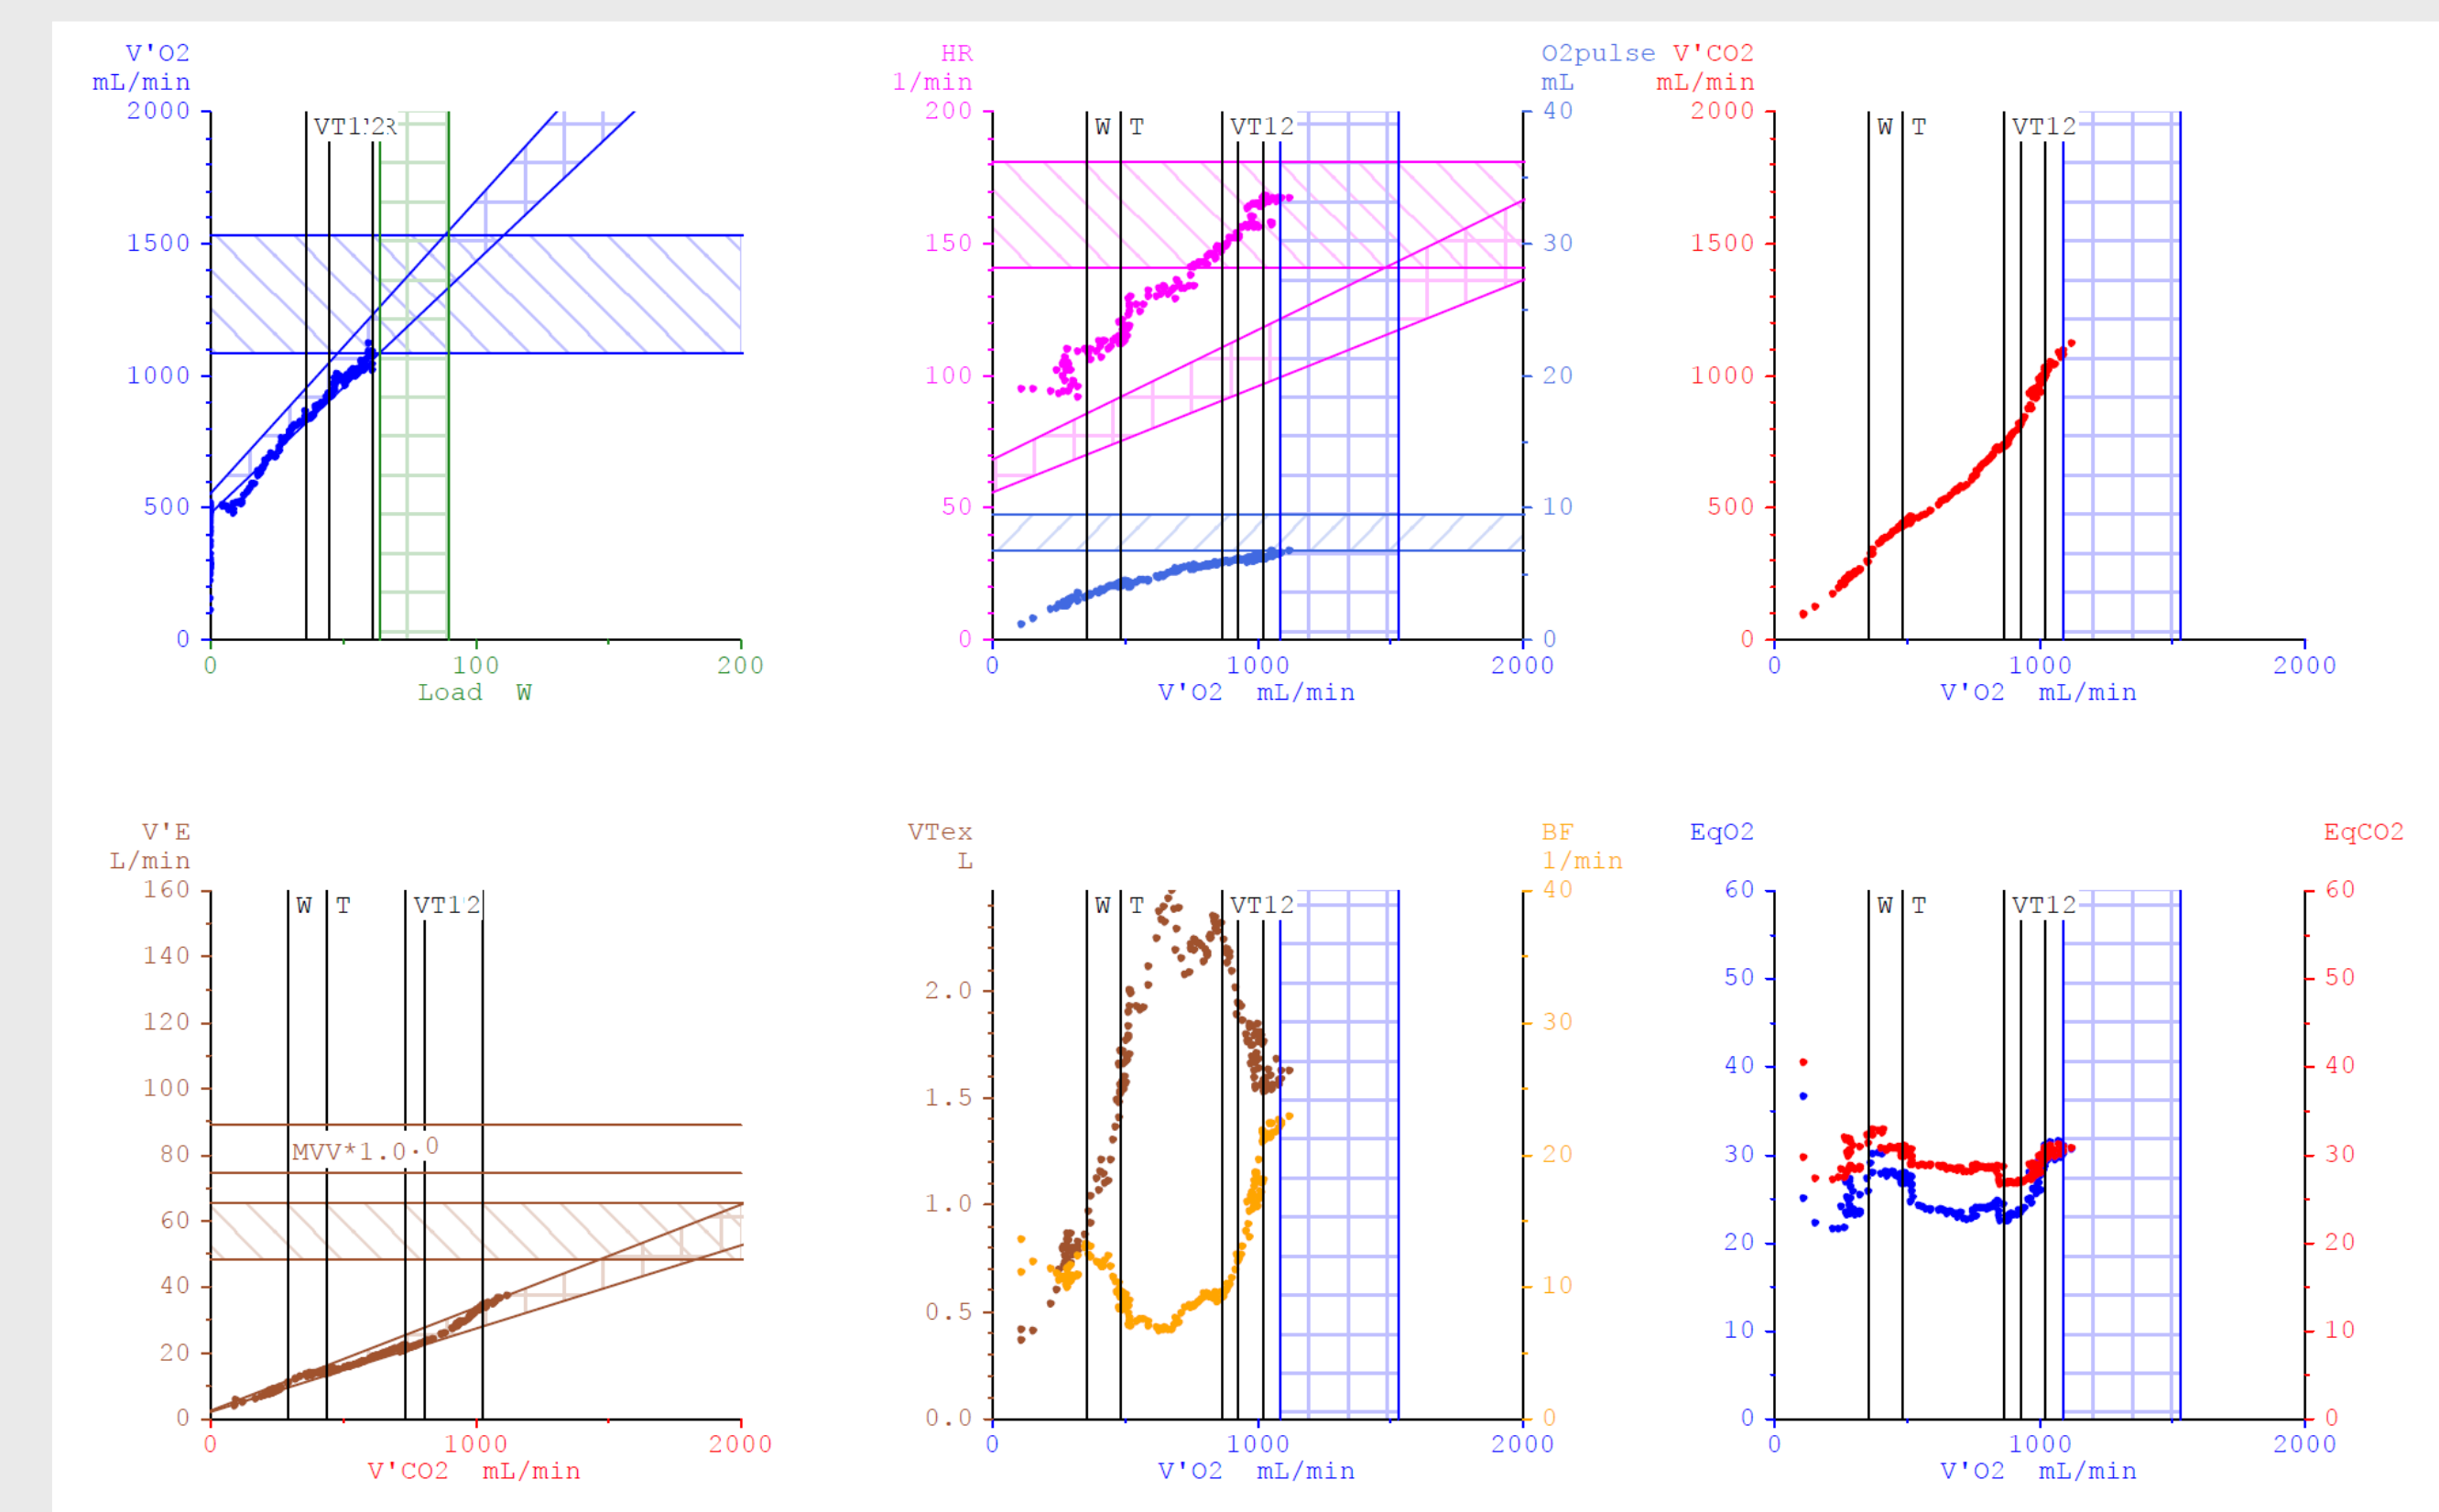 V'O2 HR O2pulse V'CO2
mL/min 1/min mL mL/min
2000 200 40 2000
VT1 2R W T VT12 W T VT12
1500 150 30 1500
1000 100 20 1000
500 50 10 500
0 0 0 0
0 100 200 0 1000 2000 0 1000 2000
Load W V'O2 mL/min V'O2 mL/min
V'E VTex BF EqO2 EqCO2
L/min L 1/min
160 40 60 60
W T VT12 W T VT12 W T VT12
140 50 50
2.0
120 30
100 40 40
1.5
MVV*1.0.0
80 20 30 30
1.0
60 20 20
40 10
0.5 10 10
20
0 0.0 0 0 0
0 1000 2000 0 1000 2000 0 1000 2000
V'CO2 mL/min V'O2 mL/min V'O2 mL/min